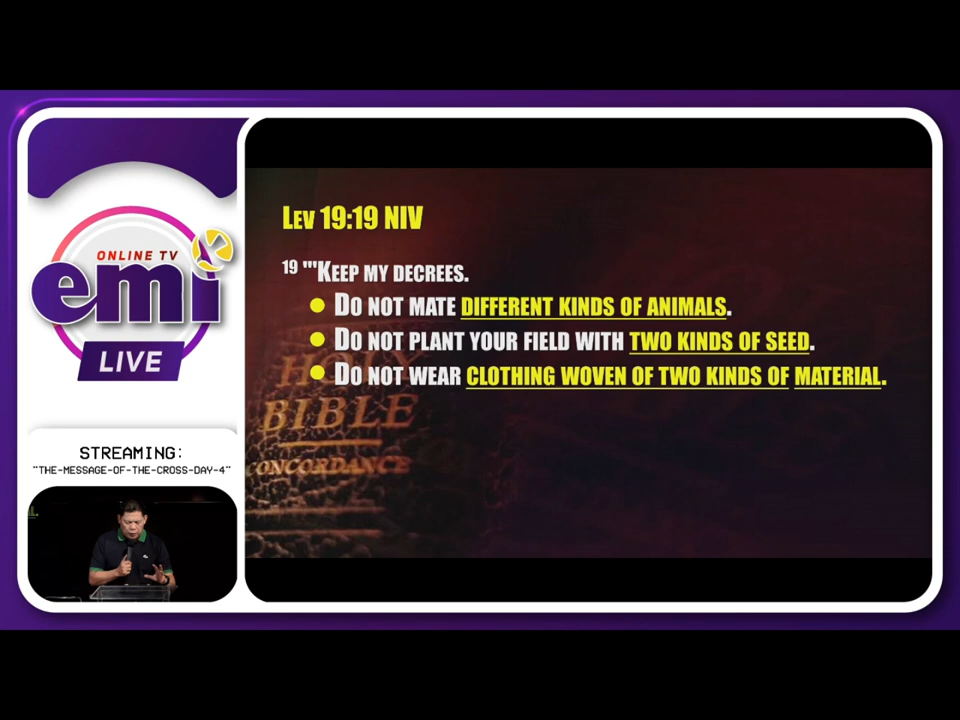 ONLINE TV
emi
LIVE
STREAMING:
"THE-MESSAGE-OF-THE-CROSS-DAY-4"
LEV 19:19 NIV
19 "'KEEP MY DECREES.
● DO NOT MATE DIFFERENT KINDS OF ANIMALS.
● DO NOT PLANT YOUR FIELD WITH TWO KINDS OF SEED.
● DO NOT WEAR CLOTHING WOVEN OF TWO KINDS OF MATERIAL.
HOLY
BIBLE
CONCORDANCE